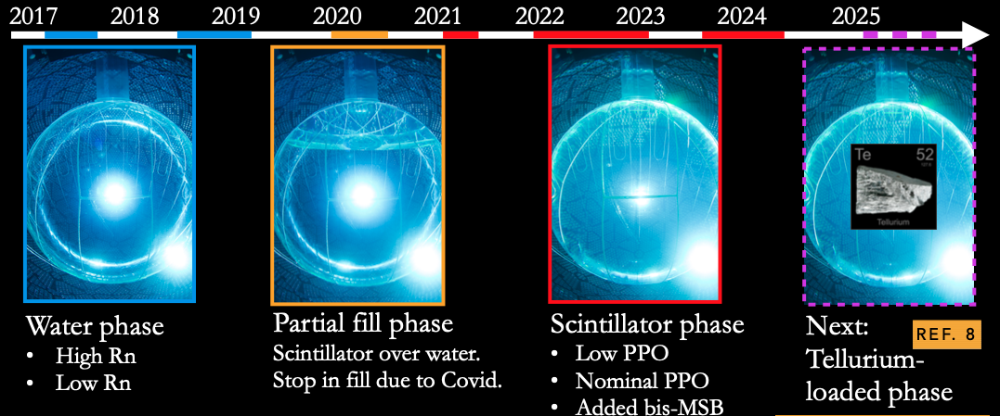 2017 2018 2019 2020 2021 2022 2023 2024 2025
Te 52
Tellurium
Water phase
• High Rn
• Low Rn
Partial fill phase
Scintillator over water.
Stop in fill due to Covid.
Scintillator phase
• Low PPO
• Nominal PPO
• Added bis-MSB
Next:
REF. 8
Tellurium-
loaded phase